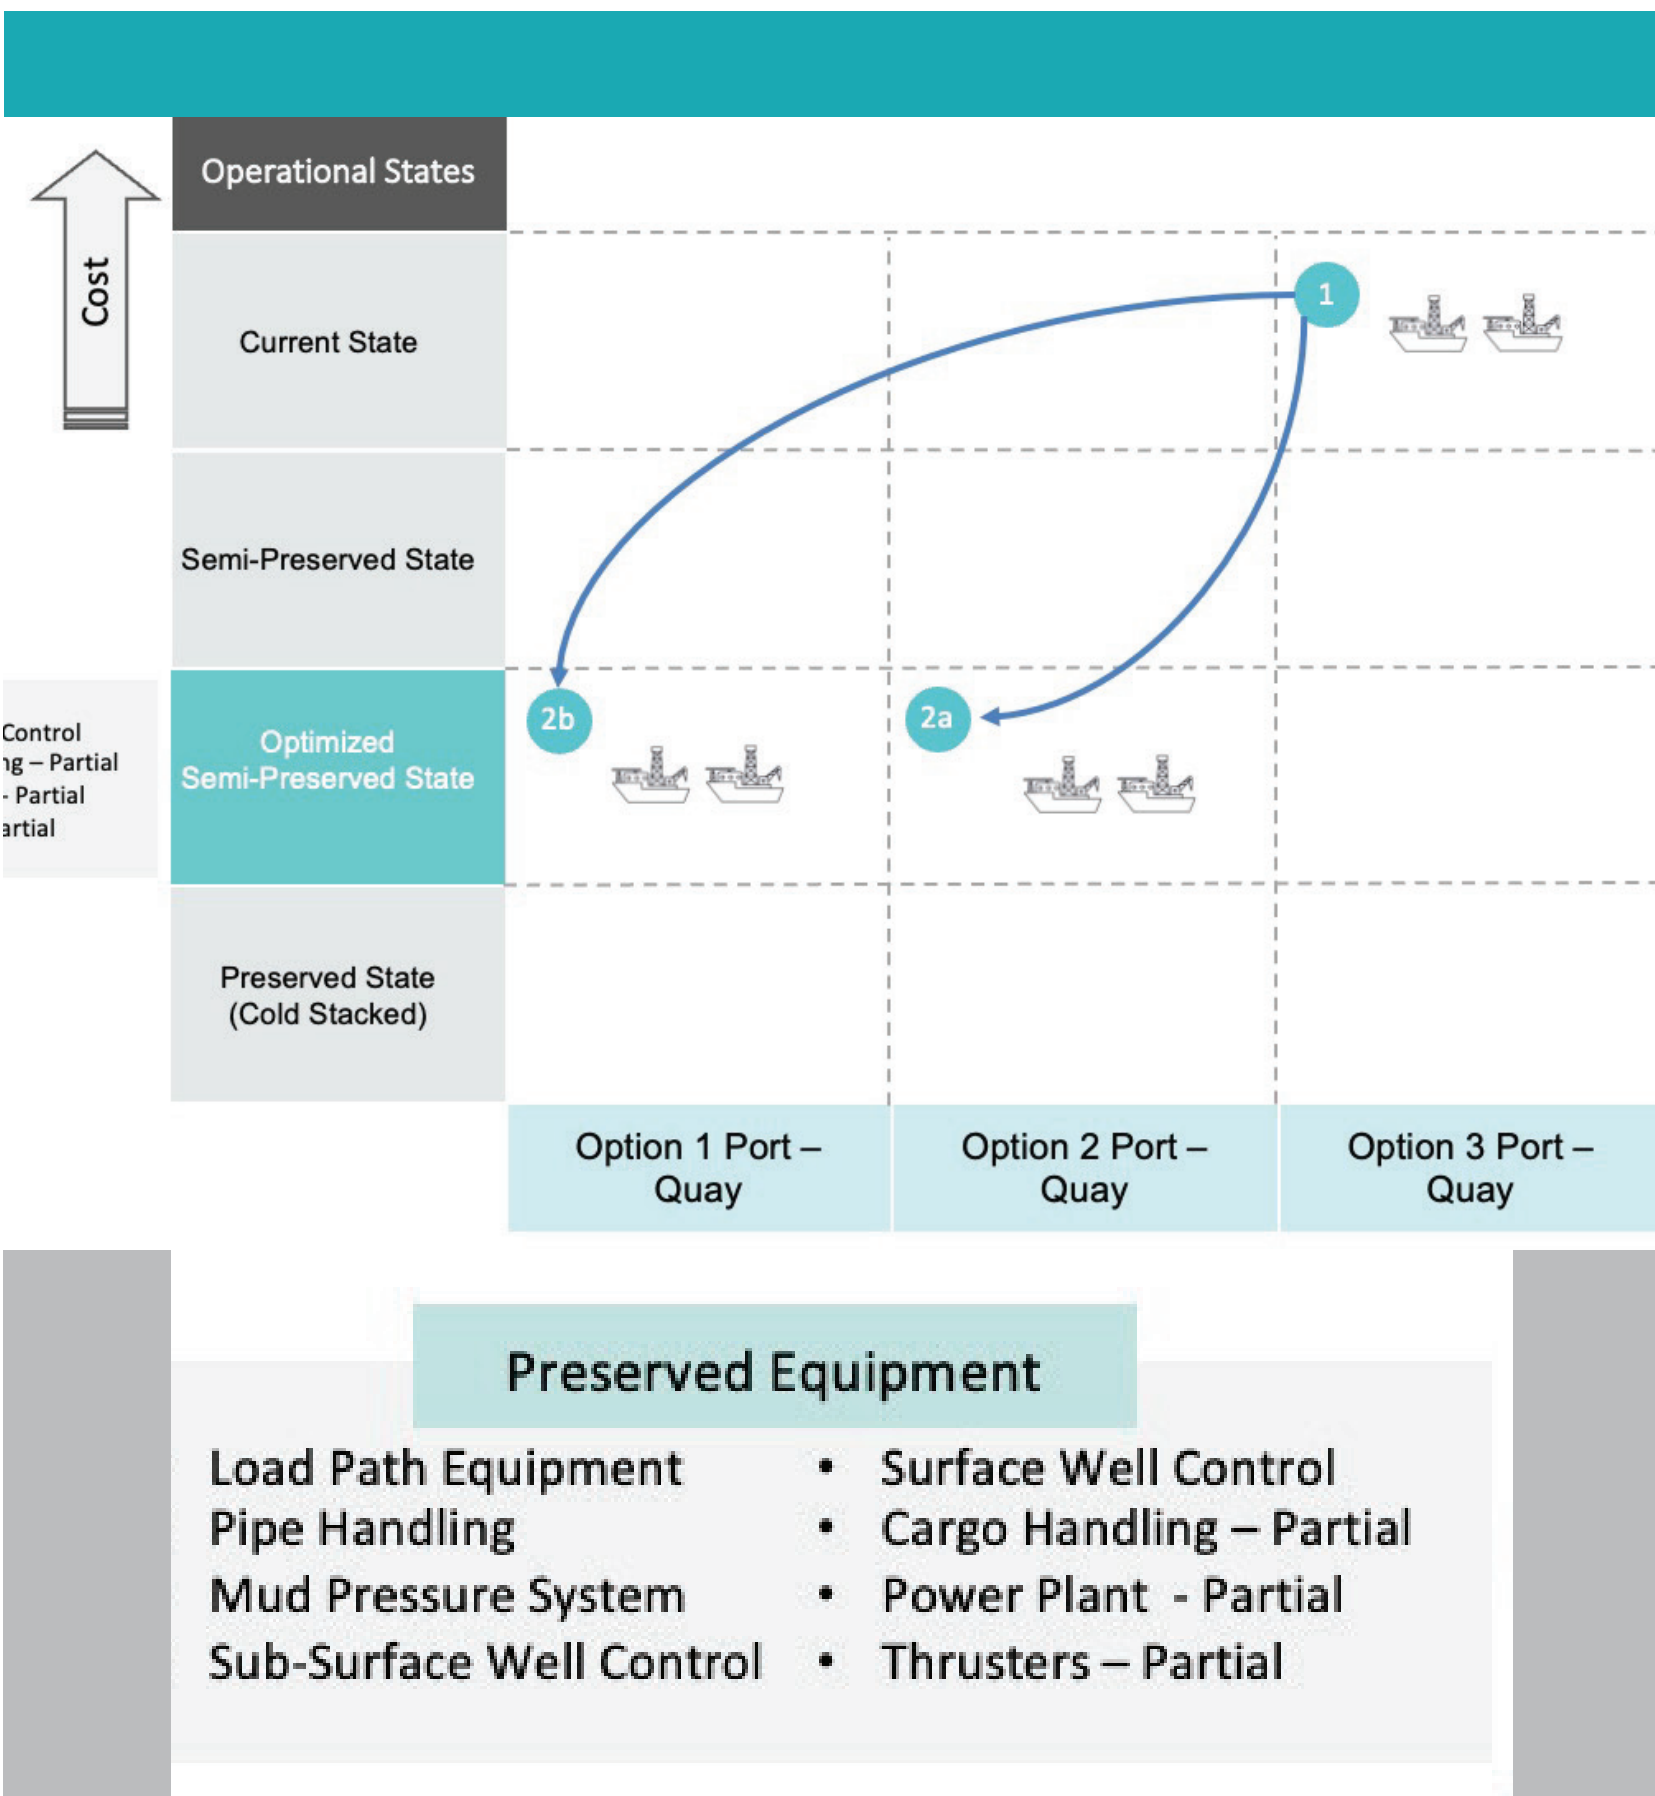 Operational States
Cost
Current State
1
Semi-Preserved State
Control
– Partial
- Partial
Optimized
Semi-Preserved State
2b
2a
Preserved State
(Cold Stacked)
Option 1 Port –
Quay
Option 2 Port –
Quay
Option 3 Port –
Quay
Preserved Equipment
Load Path Equipment
Pipe Handling
Mud Pressure System
Sub-Surface Well Control
• Surface Well Control
• Cargo Handling – Partial
• Power Plant - Partial
• Thrusters – Partial